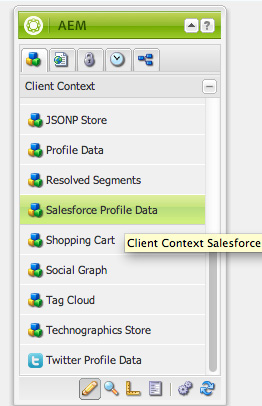 AEM
?
Client Context
JSONP Store
Profile Data
Resolved Segments
Salesforce Profile Data
Shopping Cart
Client Context Salesforce
Social Graph
Tag Cloud
Technographics Store
Twitter Profile Data